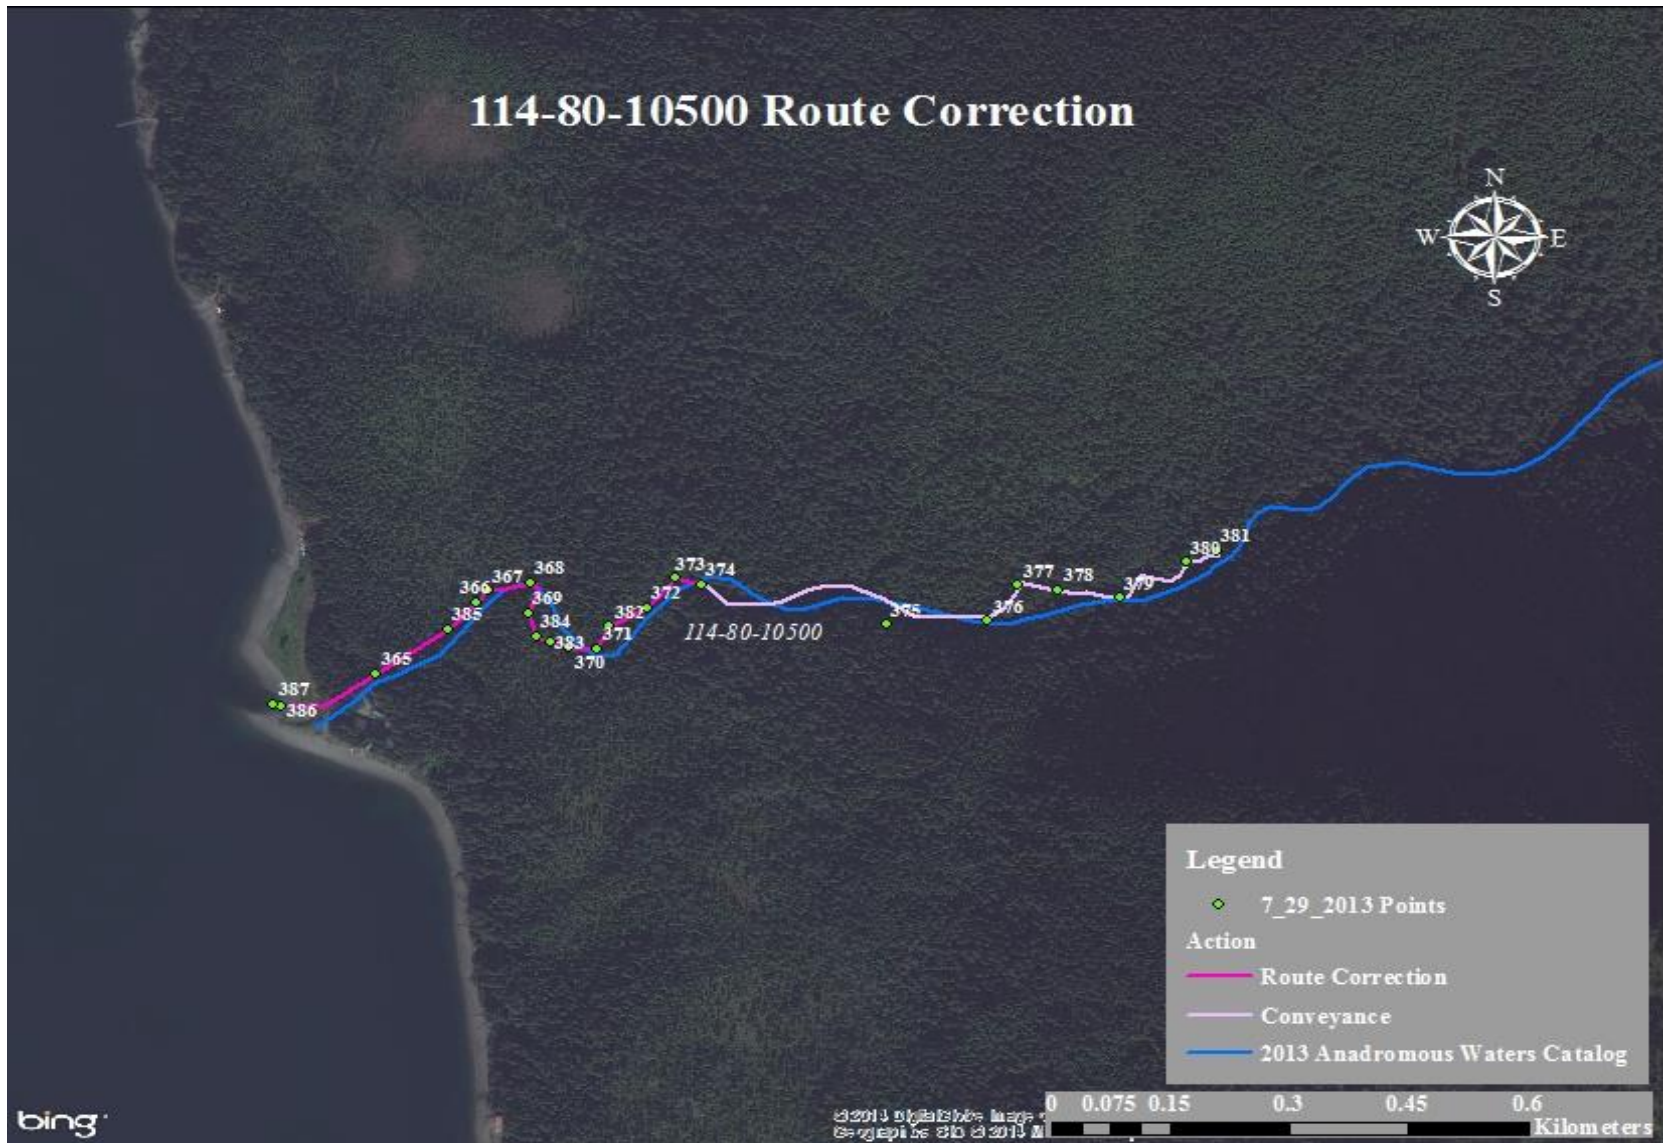 114-80-10500 Route Correction
N
W E
S
381
380
377
378
379
376
375
373
374
372
368
367
366
369
382
385
384
371
383
370
114-80-10500
365
387
386
Legend
7_29_2013 Points
Action
Route Correction
Conveyance
2013 Anadromous Waters Catalog
0 0.075 0.15 0.3 0.45 0.6
Kilometers
bing